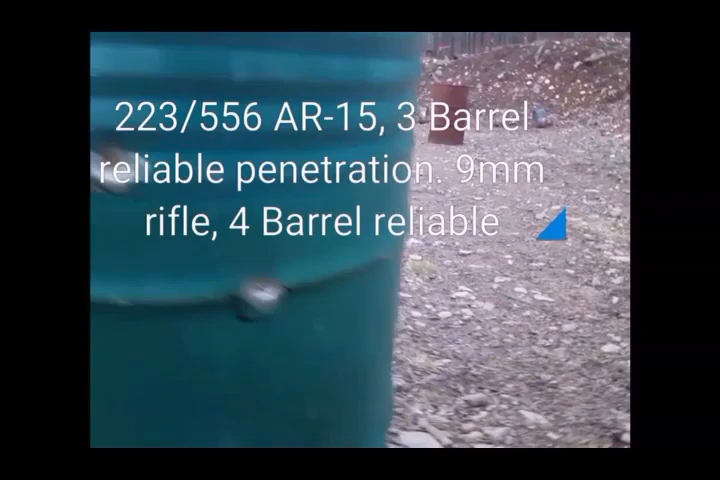 223/556 AR-15, 3 Barrel
reliable penetration. 9mm
rifle, 4 Barrel reliable